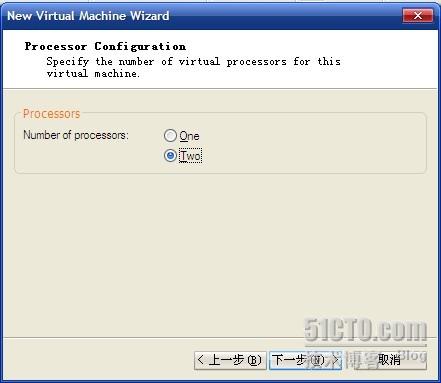 New Virtual Machine Wizard
Processor Configuration
Specify the number of virtual processors for this
virtual machine.
Processors
Number of processors:
One
Two
51CTO.com
技术博客 Blog
< 上一步(B)
下一步(N) >
取消